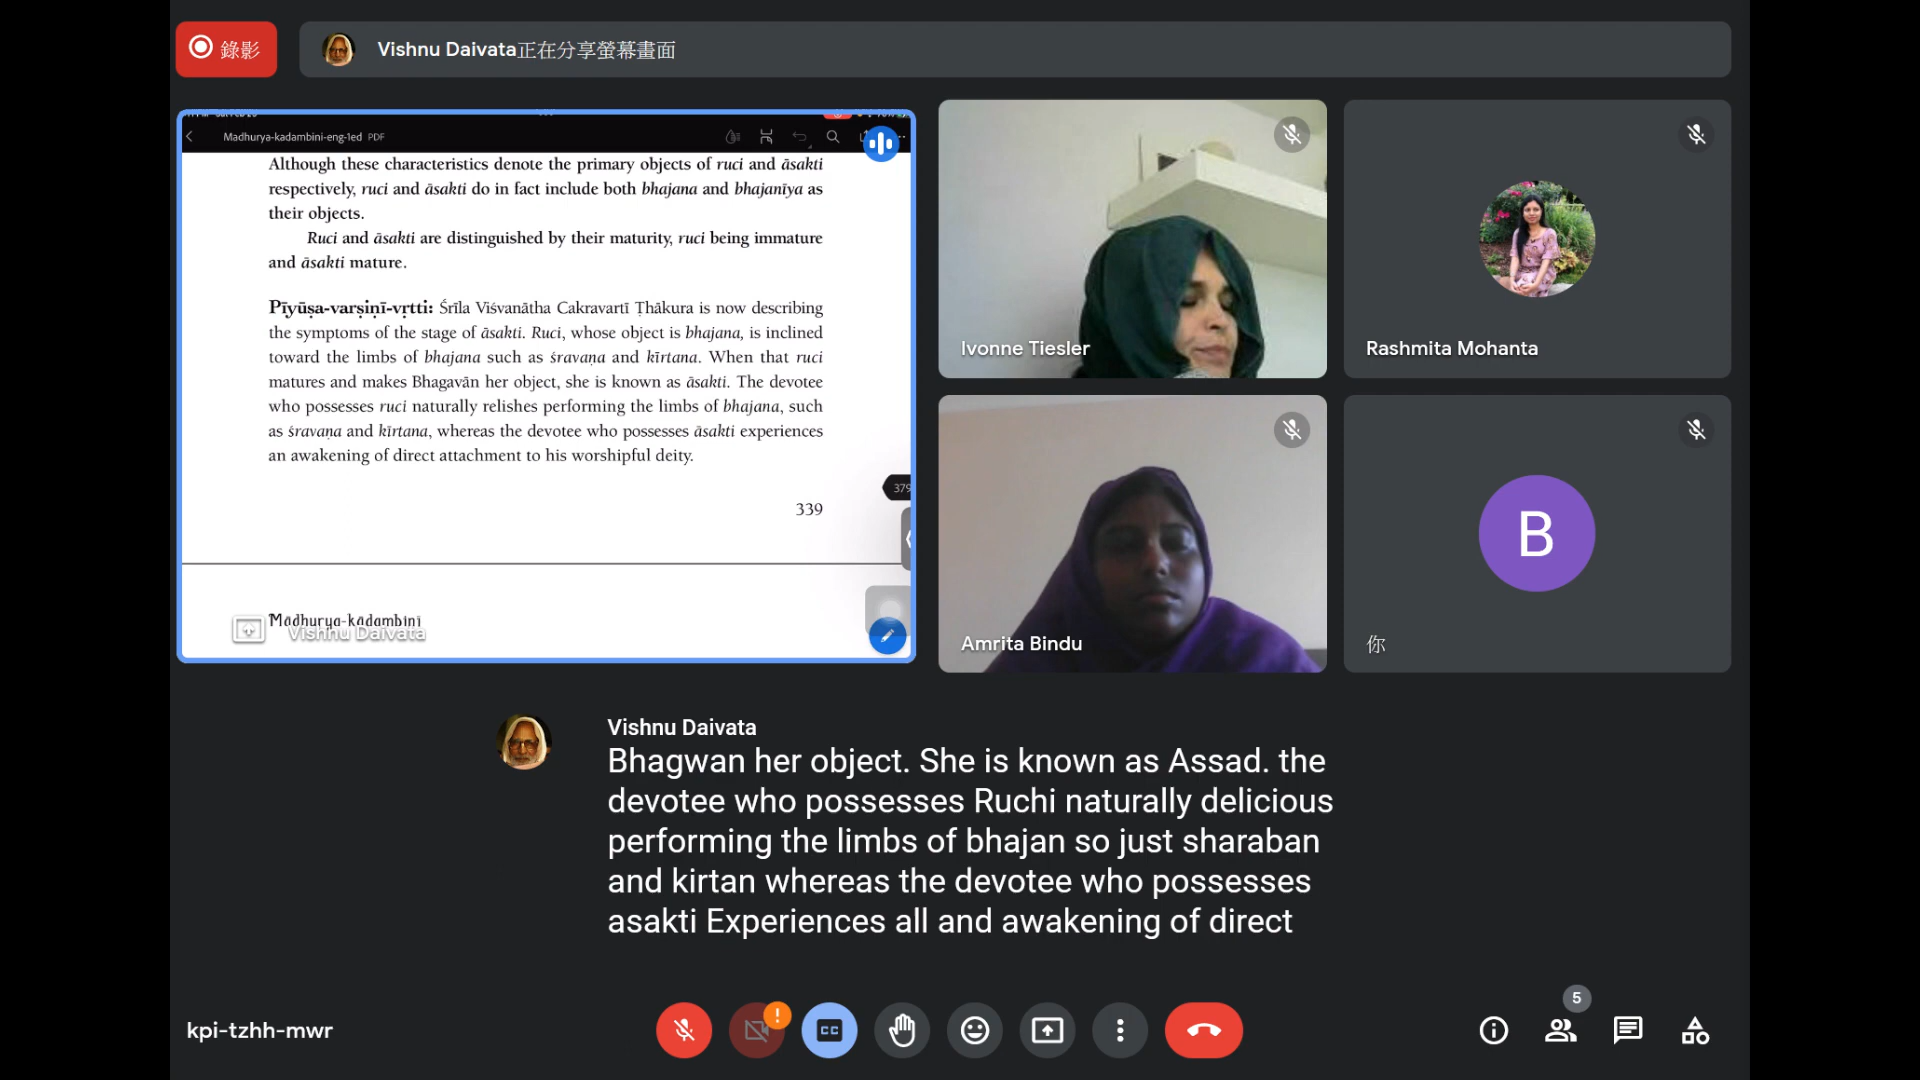 錄影
Vishnu Daivata正在分享螢幕畫面
Madhurya-kadambini-eng-1ed PDF
Although these characteristics denote the primary objects of ruci and āsakti
respectively, ruci and āsakti do in fact include both bhajana and bhajanīya as
their objects.
Ruci and āsakti are distinguished by their maturity, ruci being immature
and āsakti mature.
Pīyūṣa-varṣiṇī-vṛtti: Śrīla Viśvanātha Cakravartī Ṭhākura is now describing
the symptoms of the stage of āsakti. Ruci, whose object is bhajana, is inclined
toward the limbs of bhajana such as śravaṇa and kīrtana. When that ruci
matures and makes Bhagavān her object, she is known as āsakti. The devotee
who possesses ruci naturally relishes performing the limbs of bhajana, such
as śravaṇa and kīrtana, whereas the devotee who possesses āsakti experiences
an awakening of direct attachment to his worshipful deity.
379
339
Mādhurya-kādambinī
Vishnu Daivata
Ivonne Tiesler
Rashmita Mohanta
Amrita Bindu
B
你
Vishnu Daivata
Bhagwan her object. She is known as Assad. the
devotee who possesses Ruchi naturally delicious
performing the limbs of bhajan so just sharaban
and kirtan whereas the devotee who possesses
asakti Experiences all and awakening of direct
kpi-tzhh-mwr
!
CC
5